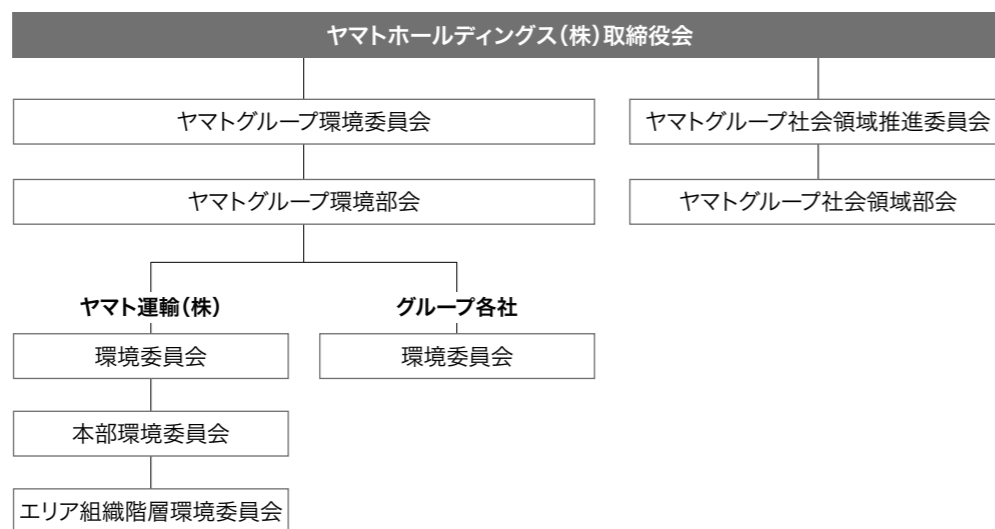 ヤマトホールディングス(株)取締役会
ヤマトグループ環境委員会
ヤマトグループ社会領域推進委員会
ヤマトグループ環境部会
ヤマトグループ社会領域部会
ヤマト運輸(株)
グループ各社
環境委員会
環境委員会
本部環境委員会
エリア組織階層環境委員会